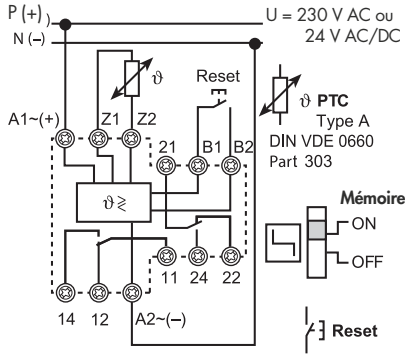 P (+)
U = 230 V AC ou
N (–)
24 V AC/DC
ϑ
Reset
ϑ PTC
Type A
DIN VDE 0660
Part 303
A1~(+)
Z1
Z2
21
B1
B2
ϑ ≷
Mémoire
ON
OFF
11
24
22
14
12
A2~(–)
Reset